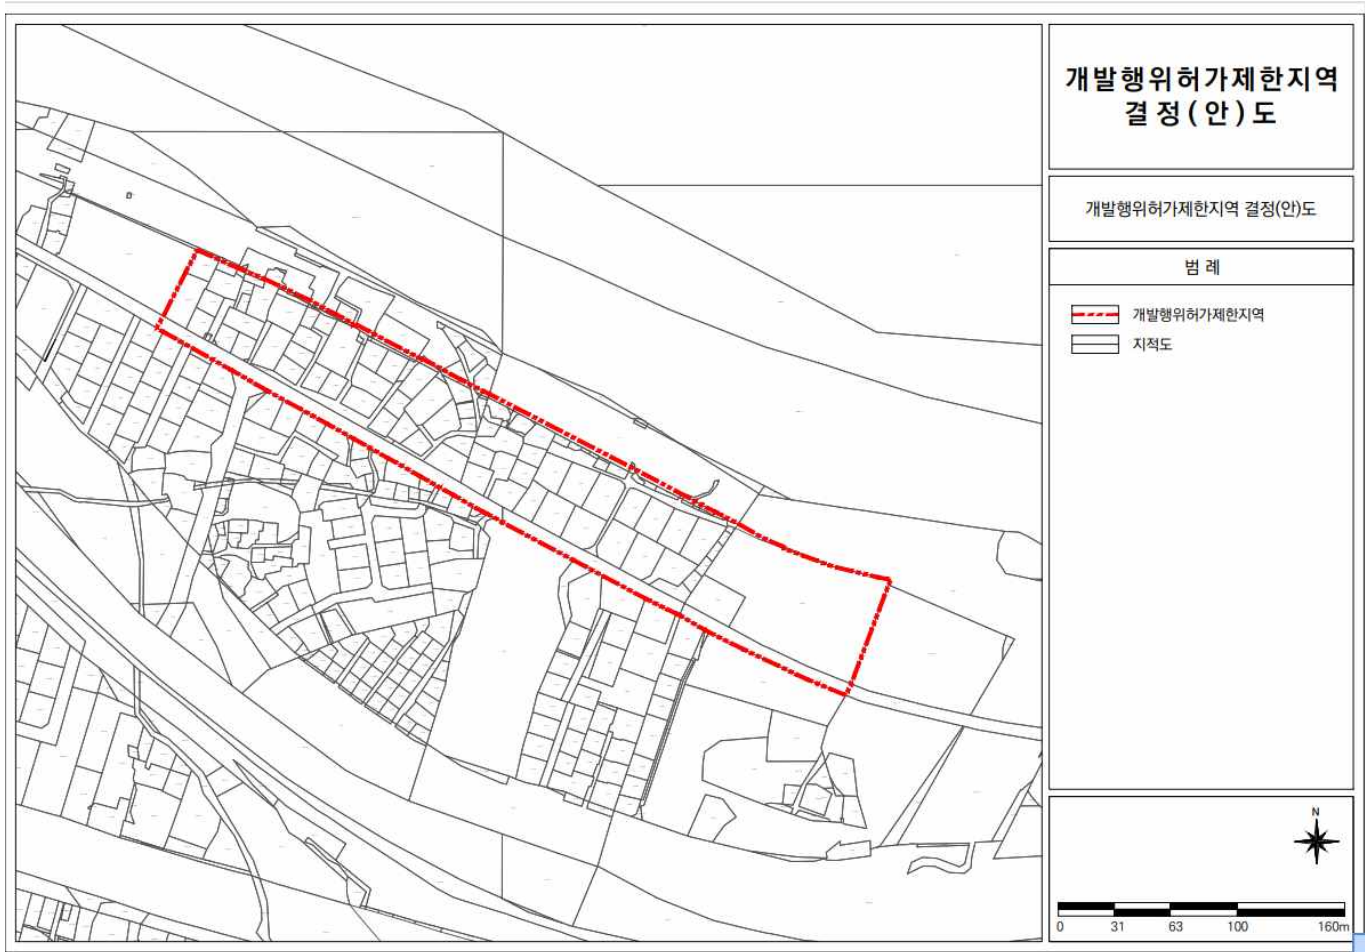 개발행위허가제한지역
결정(안)도
개발행위허가제한지역 결정(안)도
범 례
개발행위허가제한지역
지적도
N
0 31 63 100 160m